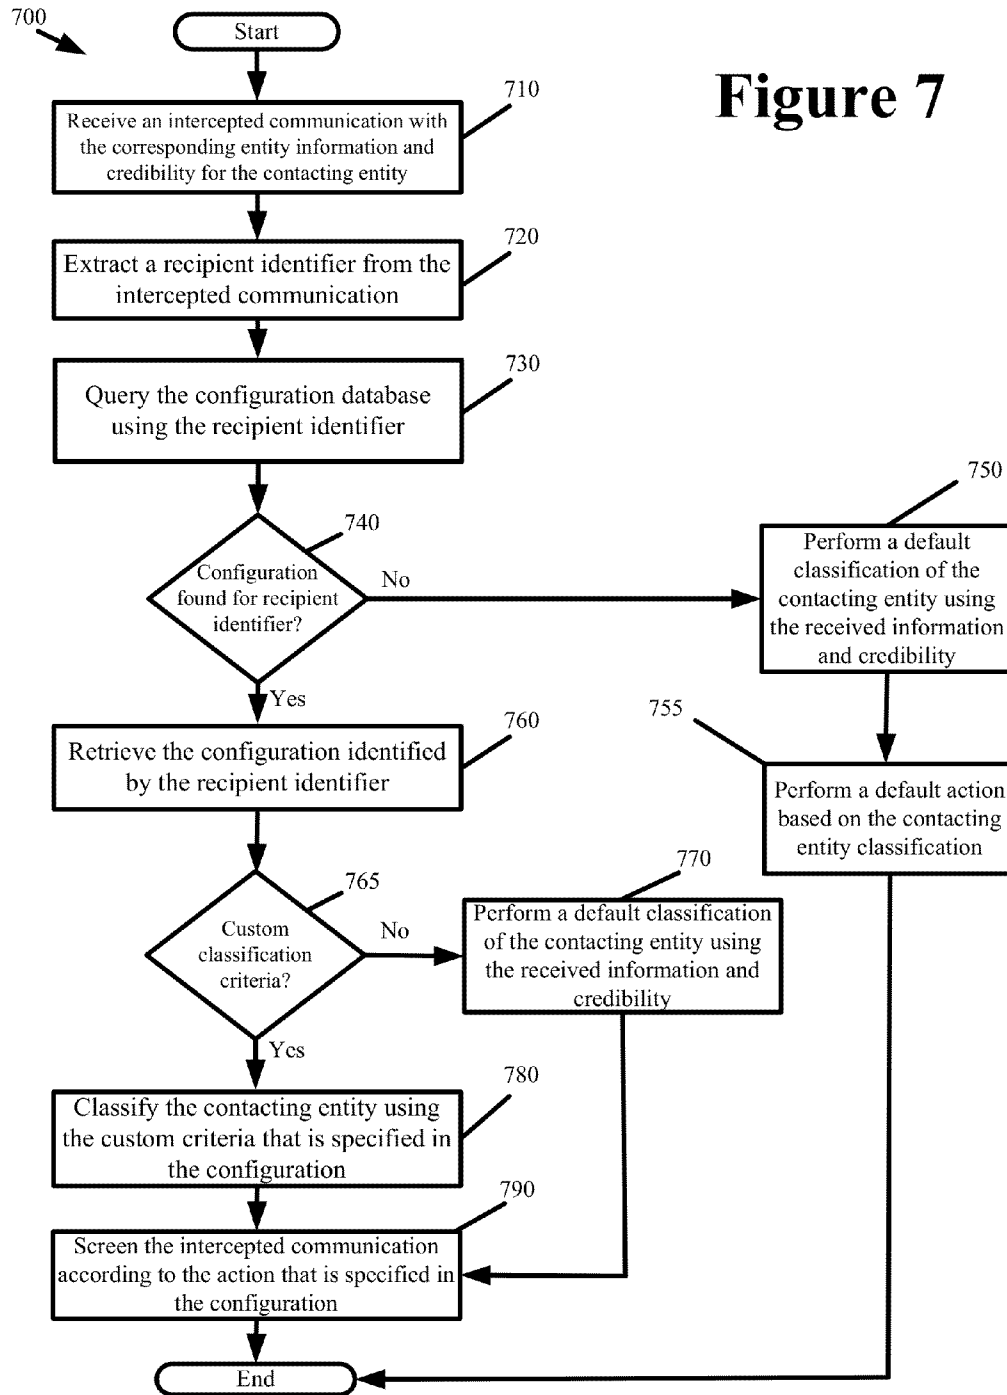 700
Start
Figure 7
710
Receive an intercepted communication with
the corresponding entity information and
credibility for the contacting entity
720
Extract a recipient identifier from the
intercepted communication
730
Query the configuration database
using the recipient identifier
740
Configuration
found for recipient
identifier?
No
750
Perform a default
classification of the
contacting entity using
the received information
and credibility
Yes
755
Perform a default action
based on the contacting
entity classification
760
Retrieve the configuration identified
by the recipient identifier
765
Custom
classification
criteria?
No
770
Perform a default classification
of the contacting entity using
the received information and
credibility
Yes
780
Classify the contacting entity using
the custom criteria that is specified in
the configuration
790
Screen the intercepted communication
according to the action that is specified in
the configuration
End